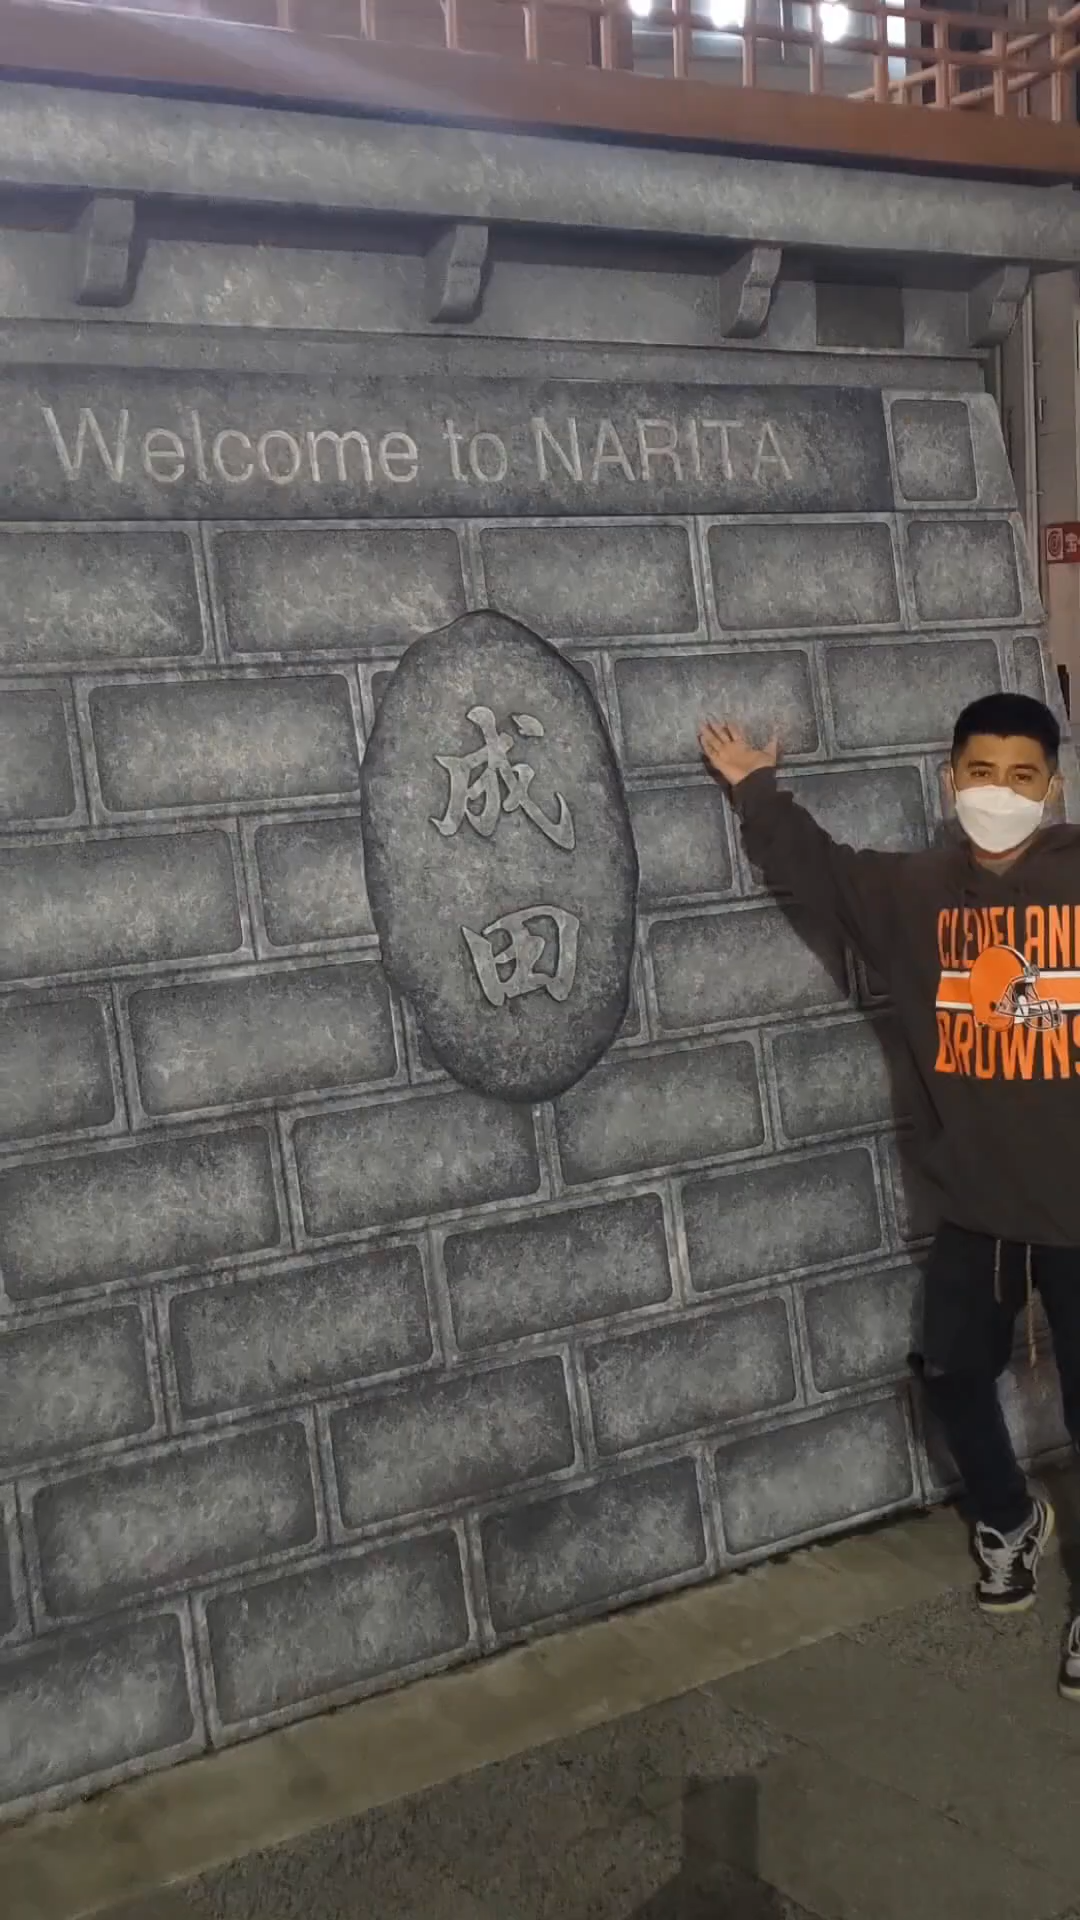 Welcome to NARITA
成
田
CLEVELAND
BROWNS